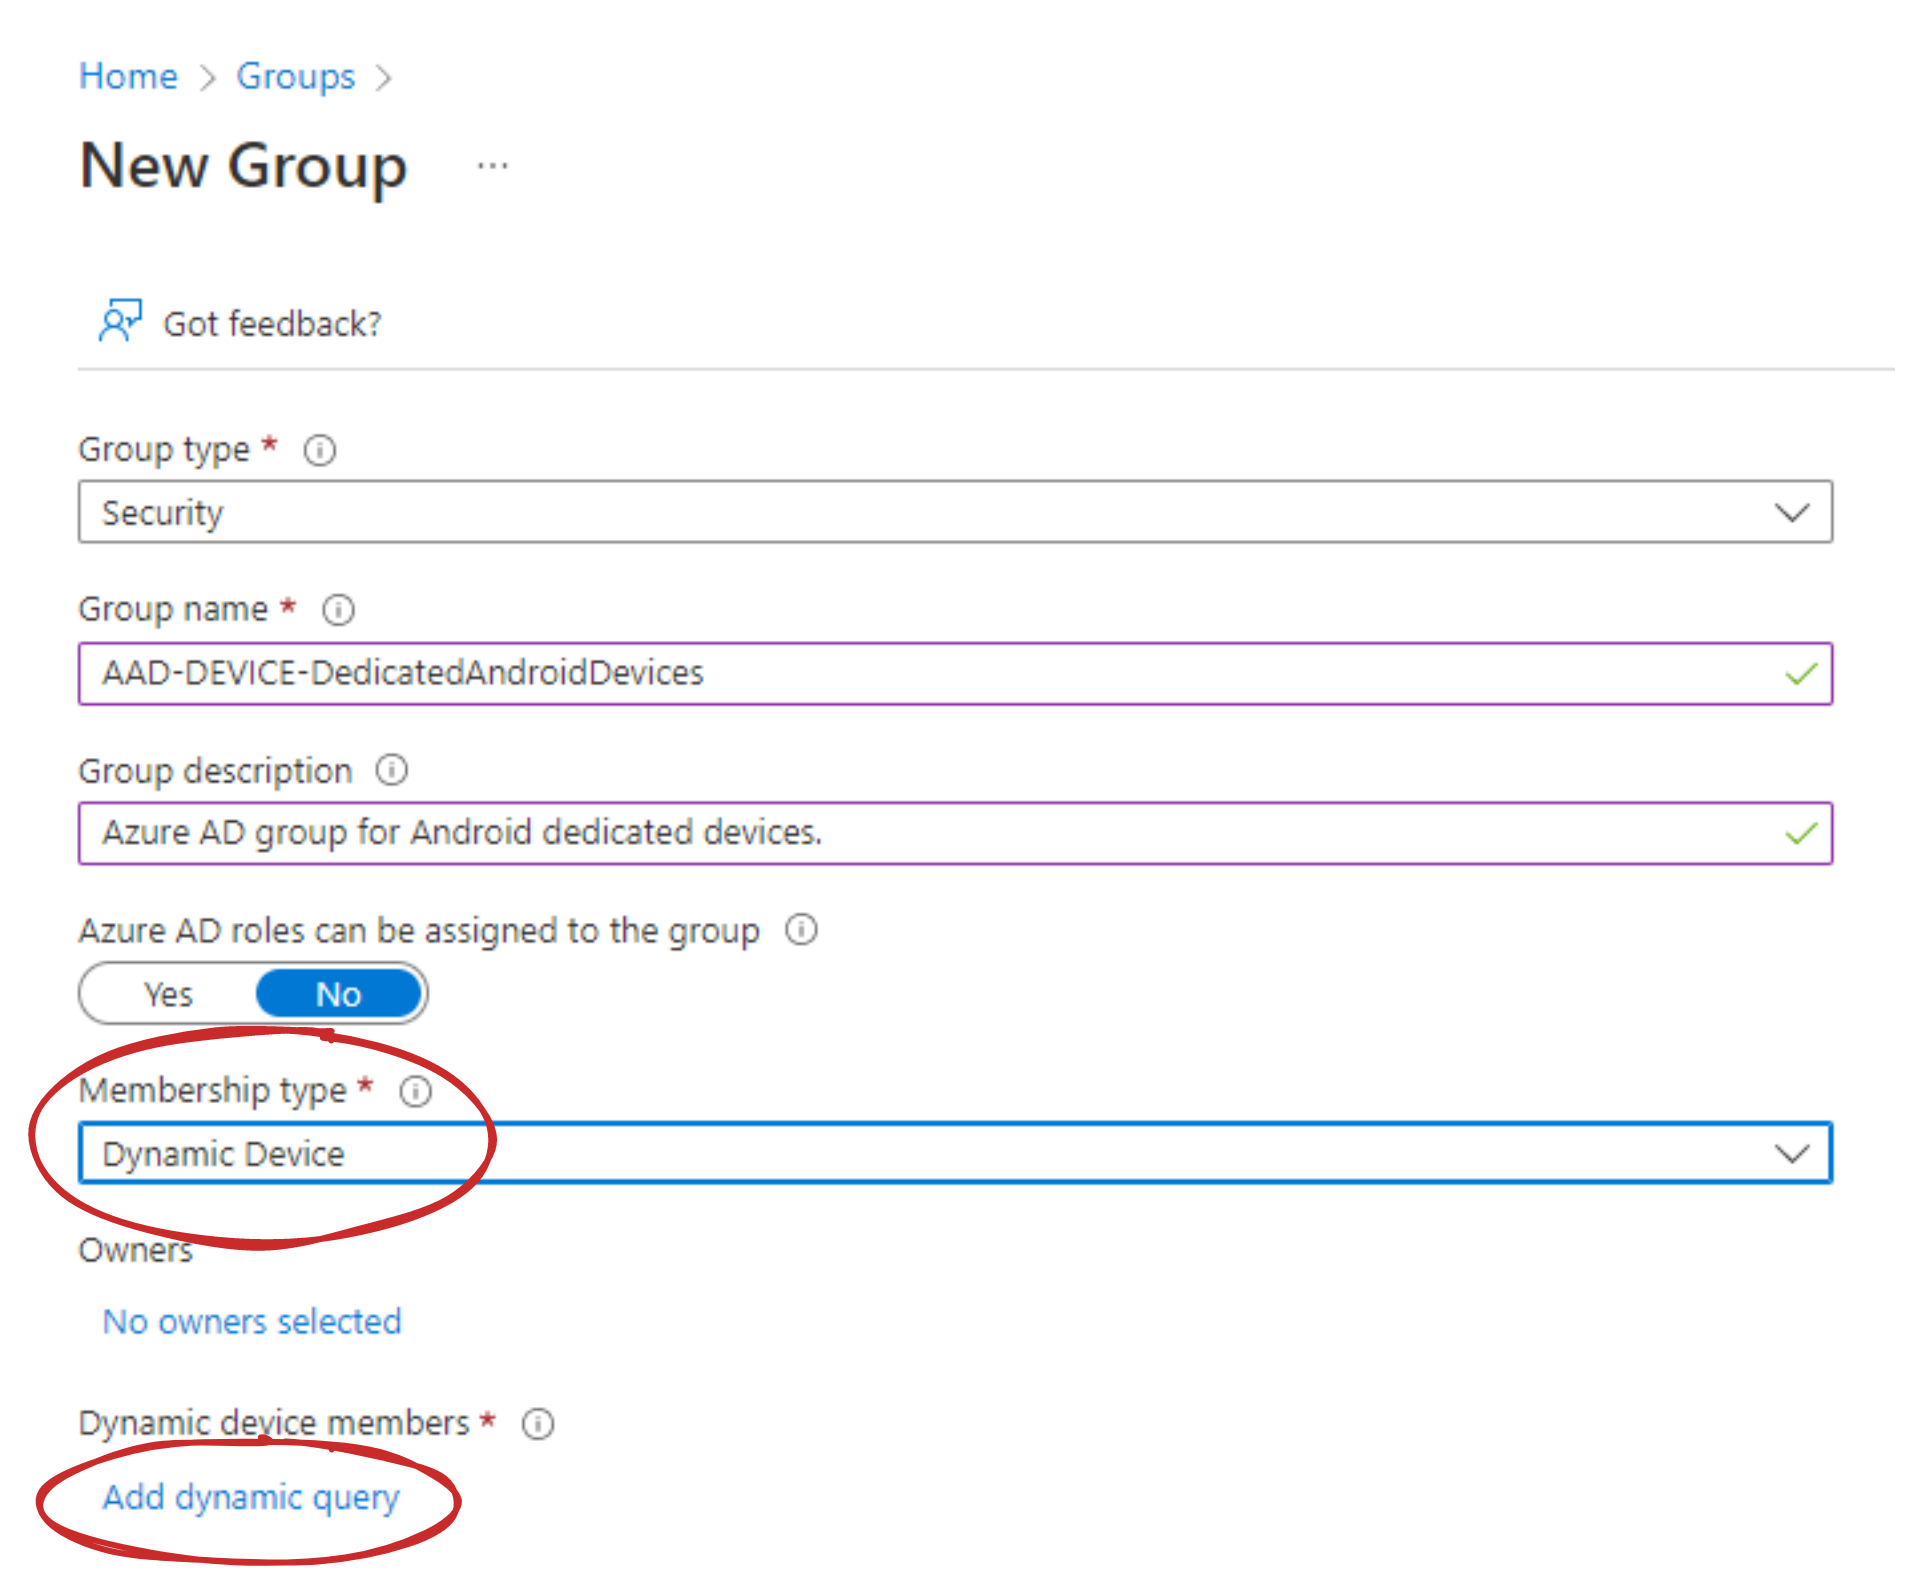 Home > Groups >
New Group ...
Got feedback?
Group type *
Security
Group name *
AAD-DEVICE-DedicatedAndroidDevices
Group description
Azure AD group for Android dedicated devices.
Azure AD roles can be assigned to the group
Yes No
Membership type *
Dynamic Device
Owners
No owners selected
Dynamic device members *
Add dynamic query